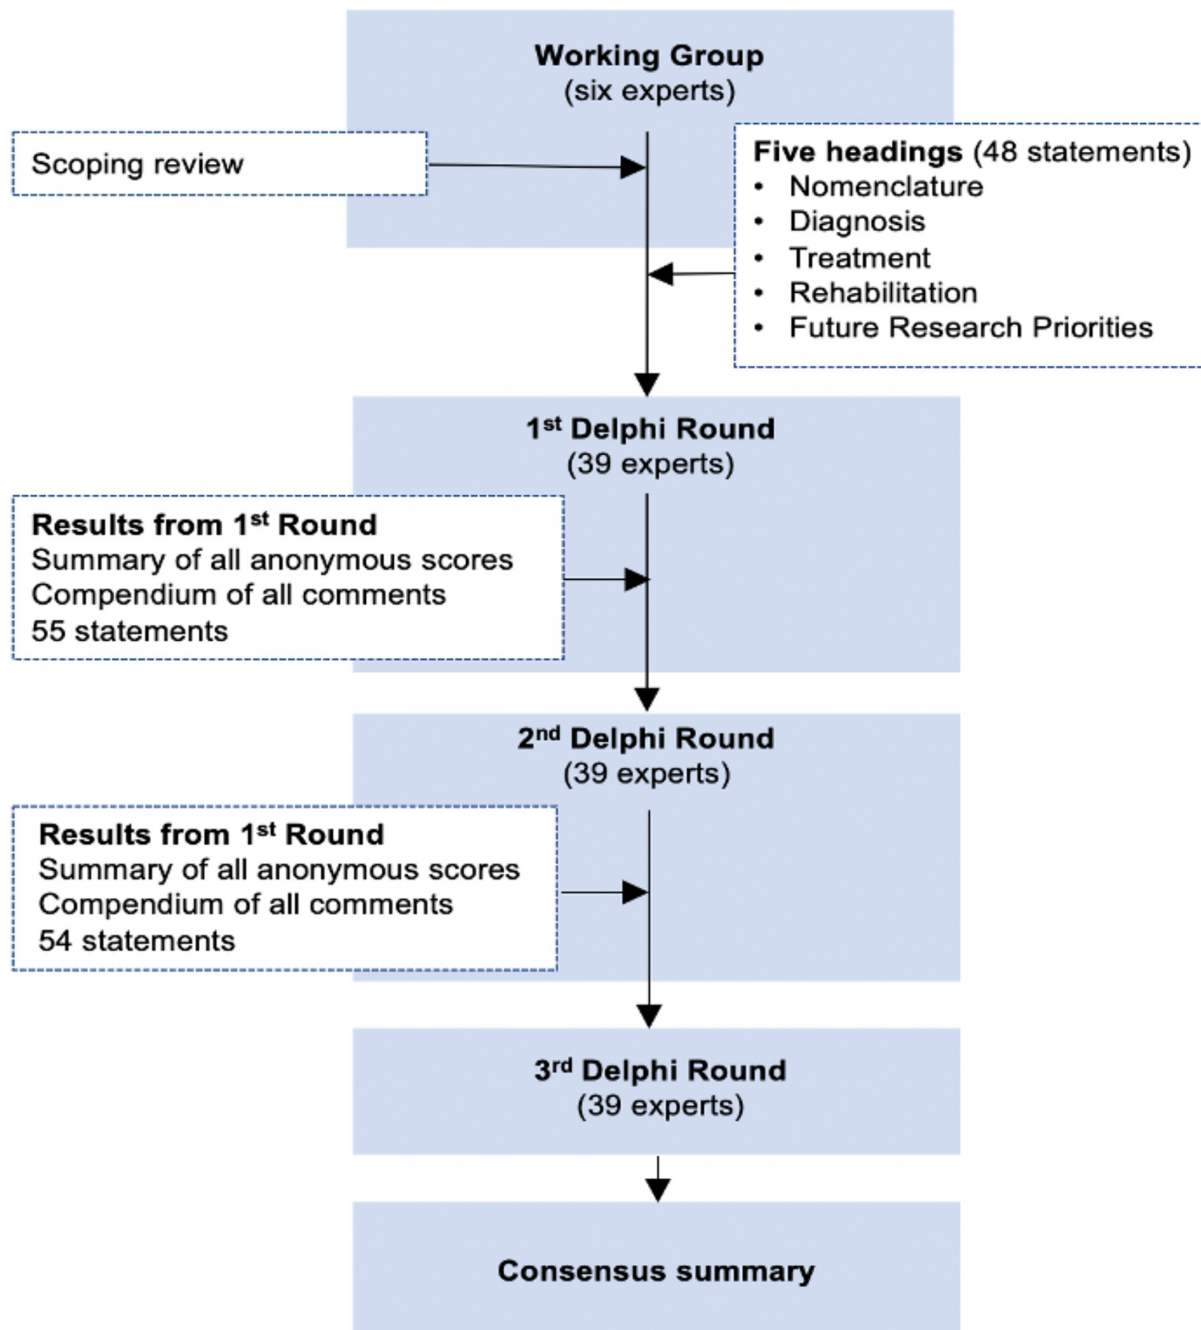 Working Group
(six experts)
Scoping review
Five headings (48 statements)
• Nomenclature
• Diagnosis
• Treatment
• Rehabilitation
• Future Research Priorities
1st Delphi Round
(39 experts)
Results from 1st Round
Summary of all anonymous scores
Compendium of all comments
55 statements
2nd Delphi Round
(39 experts)
Results from 1st Round
Summary of all anonymous scores
Compendium of all comments
54 statements
3rd Delphi Round
(39 experts)
Consensus summary